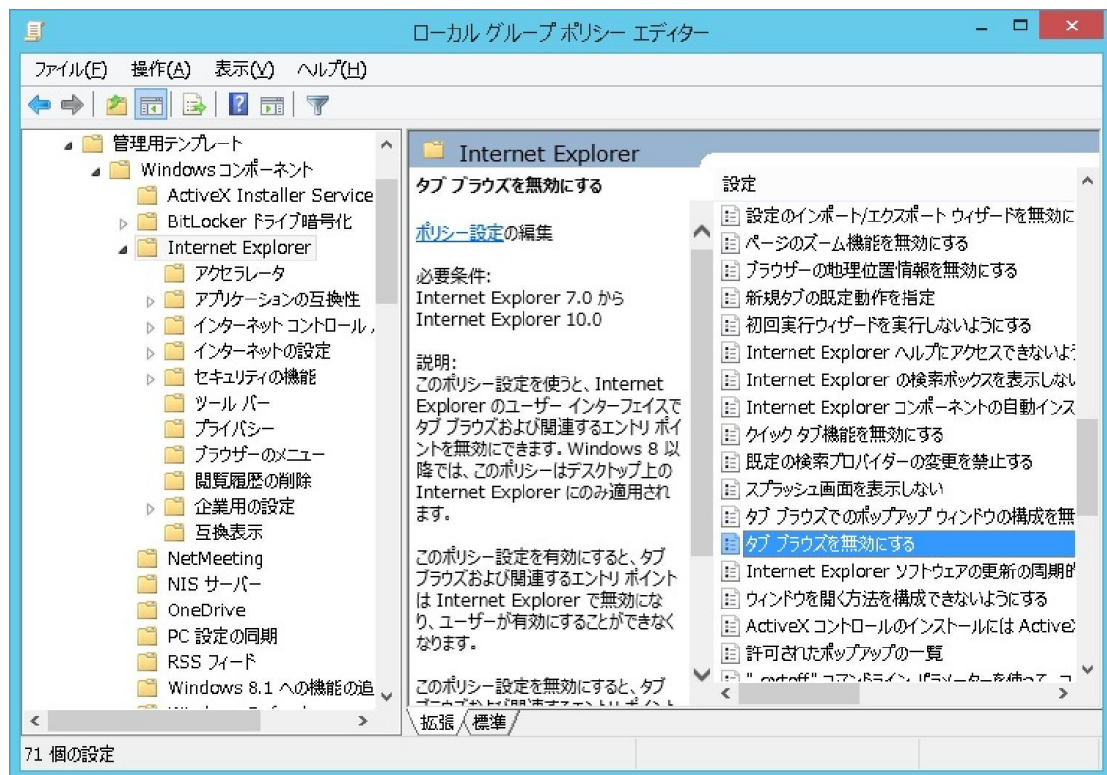 ローカル グループ ポリシー エディター
ファイル(F) 操作(A) 表示(V) ヘルプ(H)
管理用テンプレート
Windows コンポーネント
ActiveX Installer Service
BitLocker ドライブ暗号化
Internet Explorer
アクセラレータ
アプリケーションの互換性
インターネット コントロール
インターネットの設定
セキュリティの機能
ツール バー
プライバシー
ブラウザーのメニュー
閲覧履歴の削除
企業用の設定
互換表示
NetMeeting
NIS サーバー
OneDrive
PC 設定の同期
RSS フィード
Windows 8.1 への機能の追
Internet Explorer
タブ ブラウズを無効にする
ポリシー設定の編集
必要条件:
Internet Explorer 7.0 から
Internet Explorer 10.0
説明:
このポリシー設定を使うと、Internet
Explorer のユーザー インターフェイスで
タブ ブラウズおよび関連するエントリ ポイ
ントを無効にできます。Windows 8 以
降では、このポリシーはデスクトップ上の
Internet Explorer にのみ適用され
ます。
このポリシー設定を有効にすると、タブ
ブラウズおよび関連するエントリ ポイント
は Internet Explorer で無効にな
り、ユーザーが有効にすることができなく
なります。
このポリシー設定を無効にすると、タブ
設定
設定のインポート/エクスポート ウィザードを無効に
ページのズーム機能を無効にする
ブラウザーの地理位置情報を無効にする
新規タブの既定動作を指定
初回実行ウィザードを実行しないようにする
Internet Explorer ヘルプにアクセスできないよう
Internet Explorer の検索ボックスを表示しない
Internet Explorer コンポーネントの自動インス
クイック タブ機能を無効にする
既定の検索プロバイダーの変更を禁止する
スプラッシュ画面を表示しない
タブ ブラウズでのポップアップ ウィンドウの構成を無
タブ ブラウズを無効にする
Internet Explorer ソフトウェアの更新の周期的
ウィンドウを開く方法を構成できないようにする
ActiveX コントロールのインストールには ActiveX
許可されたポップアップの一覧
拡張 標準
71 個の設定